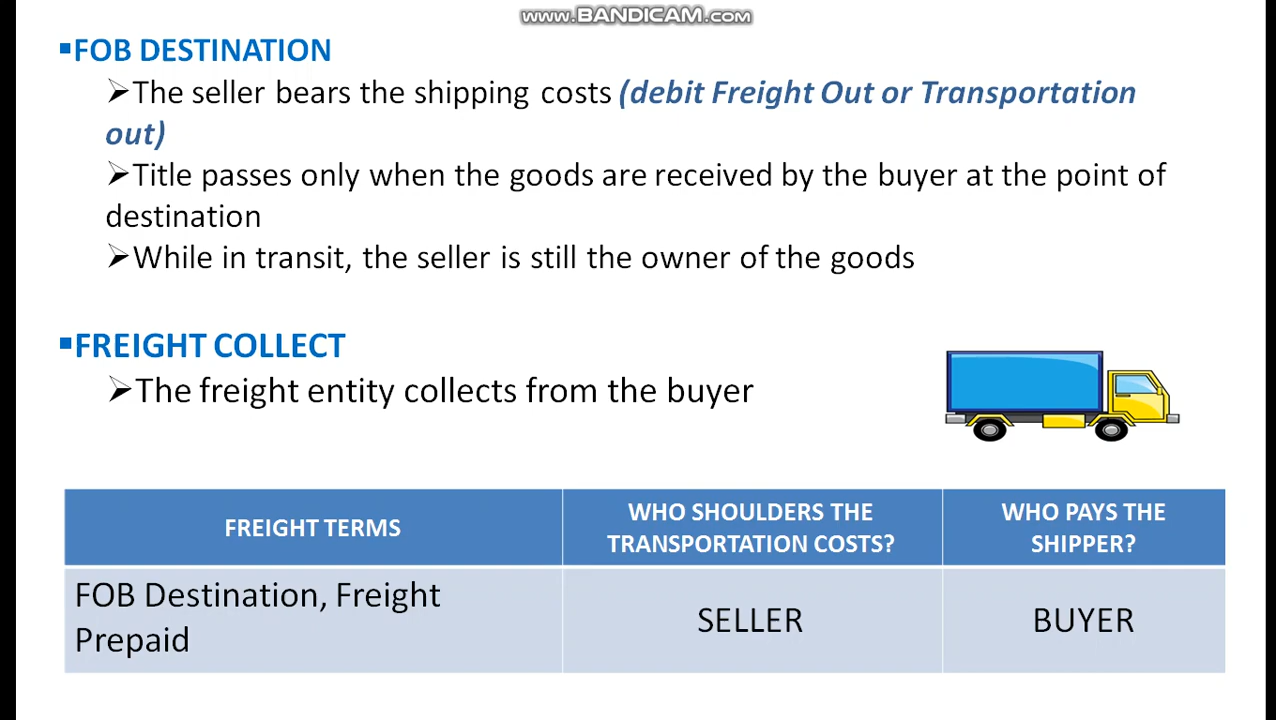 www.BANDICAM.com
▪FOB DESTINATION
➢The seller bears the shipping costs (debit Freight Out or Transportation
out)
➢Title passes only when the goods are received by the buyer at the point of
destination
➢While in transit, the seller is still the owner of the goods
▪FREIGHT COLLECT
➢The freight entity collects from the buyer
FREIGHT TERMS
WHO SHOULDERS THE
TRANSPORTATION COSTS?
WHO PAYS THE
SHIPPER?
FOB Destination, Freight
Prepaid
SELLER
BUYER